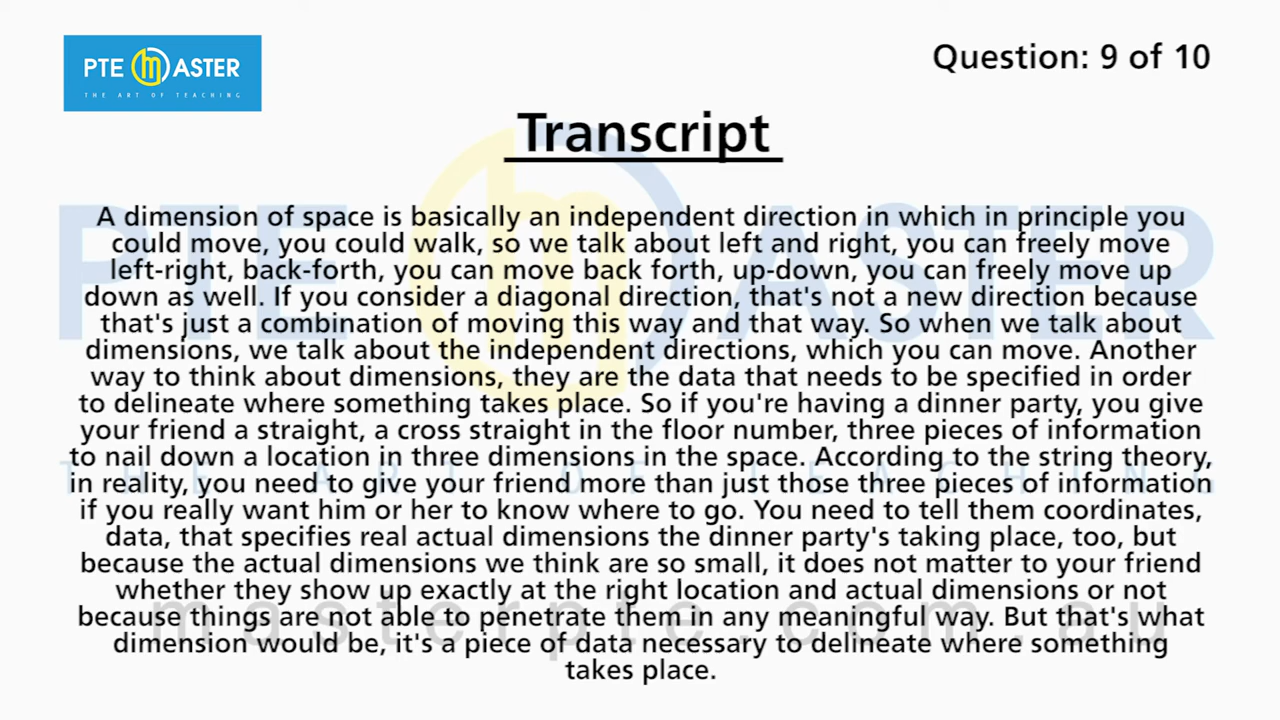 PTE MASTER
THE ART OF TEACHING
Question: 9 of 10
Transcript
A dimension of space is basically an independent direction in which in principle you
could move, you could walk, so we talk about left and right, you can freely move
left-right, back-forth, you can move back forth, up-down, you can freely move up
down as well. If you consider a diagonal direction, that's not a new direction because
that's just a combination of moving this way and that way. So when we talk about
dimensions, we talk about the independent directions, which you can move. Another
way to think about dimensions, they are the data that needs to be specified in order
to delineate where something takes place. So if you're having a dinner party, you give
your friend a straight, a cross straight in the floor number, three pieces of information
to nail down a location in three dimensions in the space. According to the string theory,
in reality, you need to give your friend more than just those three pieces of information
if you really want him or her to know where to go. You need to tell them coordinates,
data, that specifies real actual dimensions the dinner party's taking place, too, but
because the actual dimensions we think are so small, it does not matter to your friend
whether they show up exactly at the right location and actual dimensions or not
because things are not able to penetrate them in any meaningful way. But that's what
dimension would be, it's a piece of data necessary to delineate where something
takes place.
PTE MASTER
THE ART OF TEACHING
masterpte.com.au